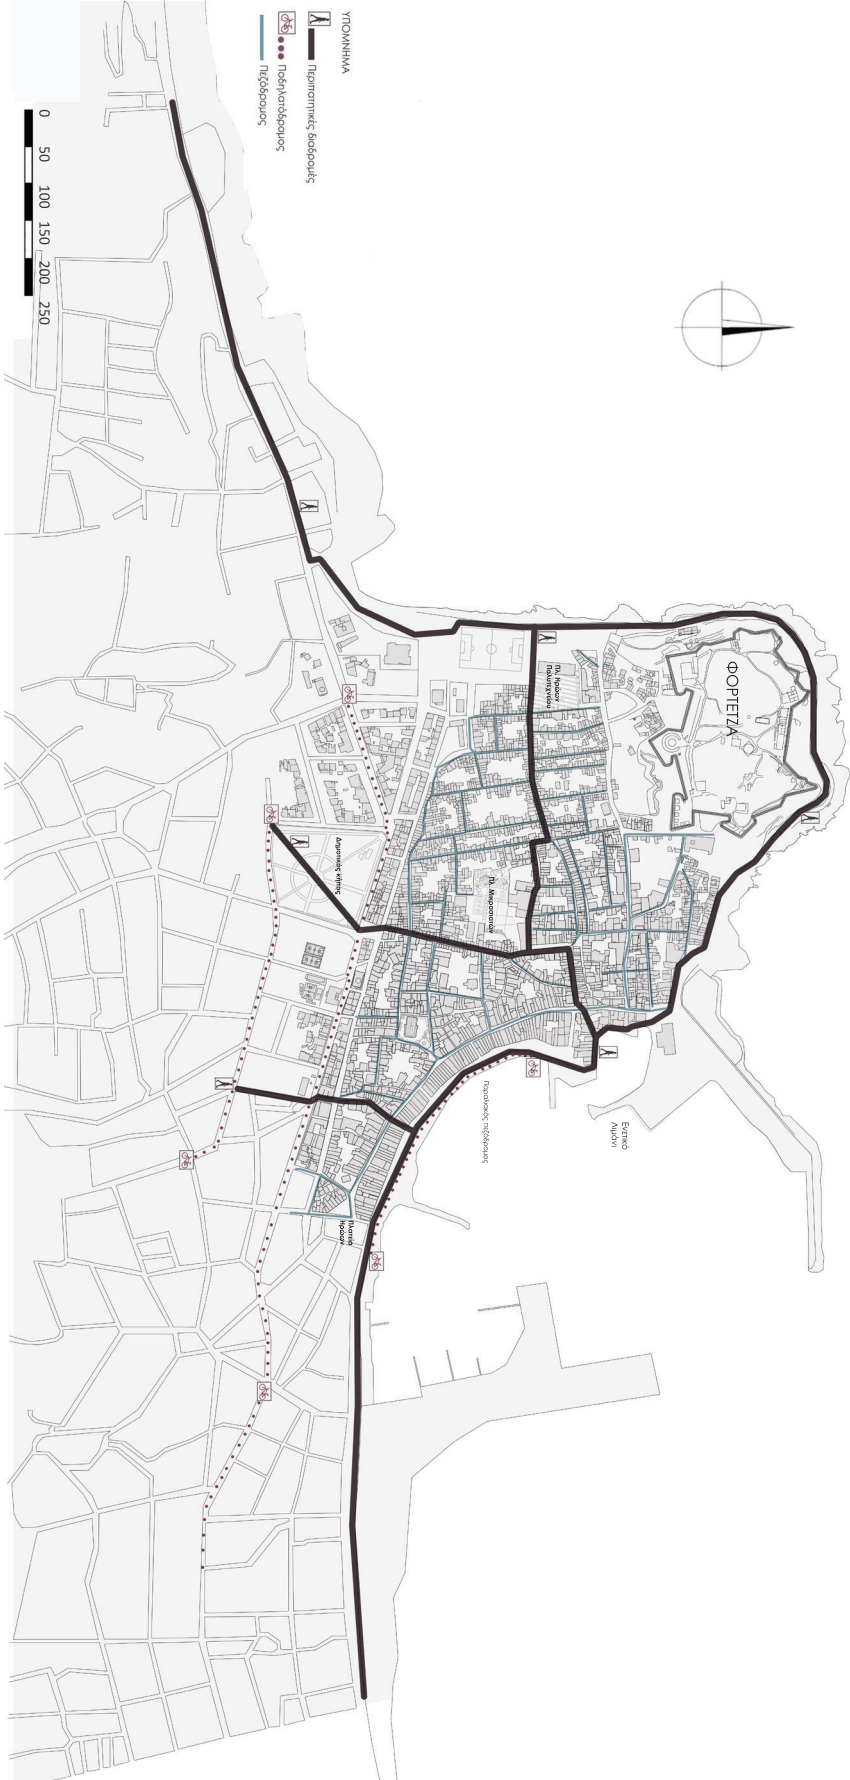 ΥΠΟΜΝΗΜΑ
Περιπατητικές διαδρομές
Ποδηλατόδρομος
Πεζόδρομος
0 50 100 150 200 250
ΦΟΡΤΕΤΖΑ
Πλ. Ηρώων
Πολυτεχνείου
Πλ. Μικρασιατών
Δημοτικός κήπος
Ενετικό
Λιμάνι
Παραλιακός πεζόδρομος
Πλατεία
Ηρώων